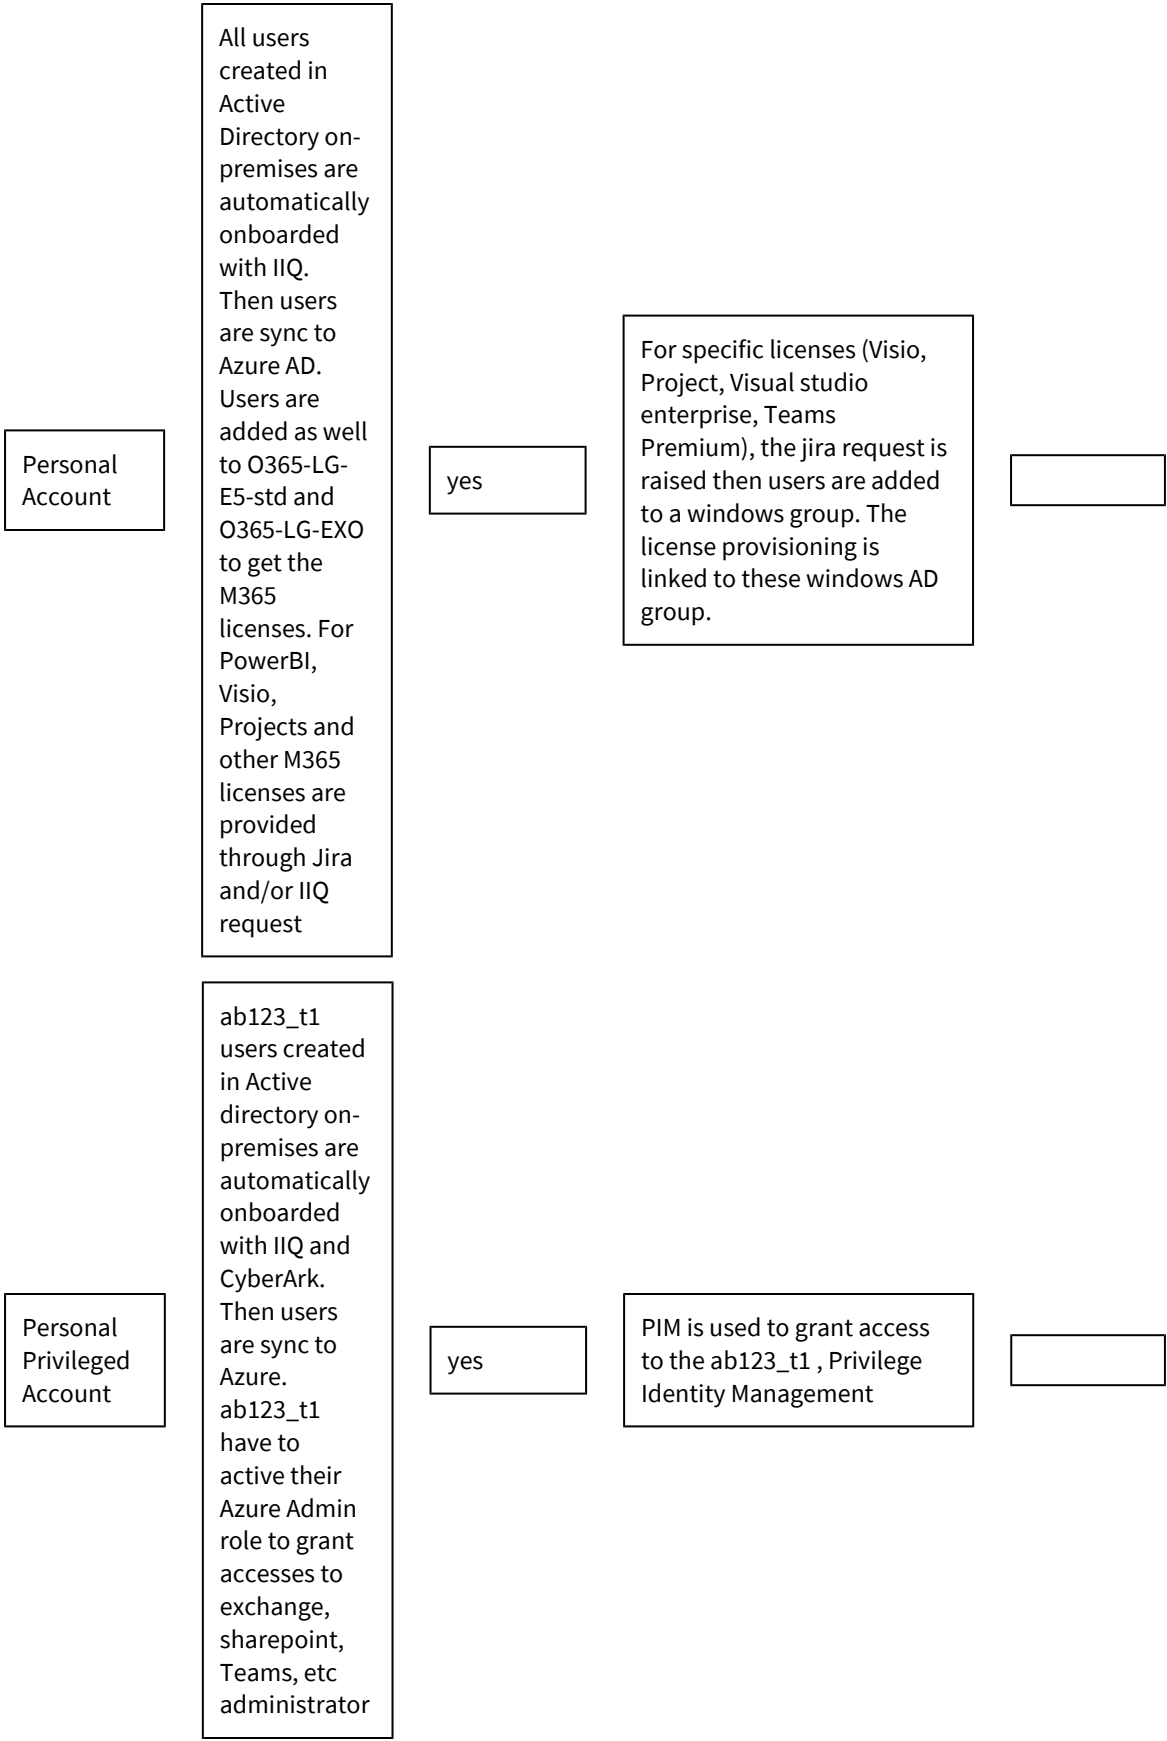 Personal
Account
All users
created in
Active
Directory on-
premises are
automatically
onboarded
with IIQ.
Then users
are sync to
Azure AD.
Users are
added as well
to O365-LG-
E5-std and
O365-LG-EXO
to get the
M365
licenses. For
PowerBI,
Visio,
Projects and
other M365
licenses are
provided
through Jira
and/or IIQ
request
yes
For specific licenses (Visio,
Project, Visual studio
enterprise, Teams
Premium), the jira request is
raised then users are added
to a windows group. The
license provisioning is
linked to these windows AD
group.
Personal
Privileged
Account
ab123_t1
users created
in Active
directory on-
premises are
automatically
onboarded
with IIQ and
CyberArk.
Then users
are sync to
Azure.
ab123_t1
have to
active their
Azure Admin
role to grant
accesses to
exchange,
sharepoint,
Teams, etc
administrator
yes
PIM is used to grant access
to the ab123_t1 , Privilege
Identity Management